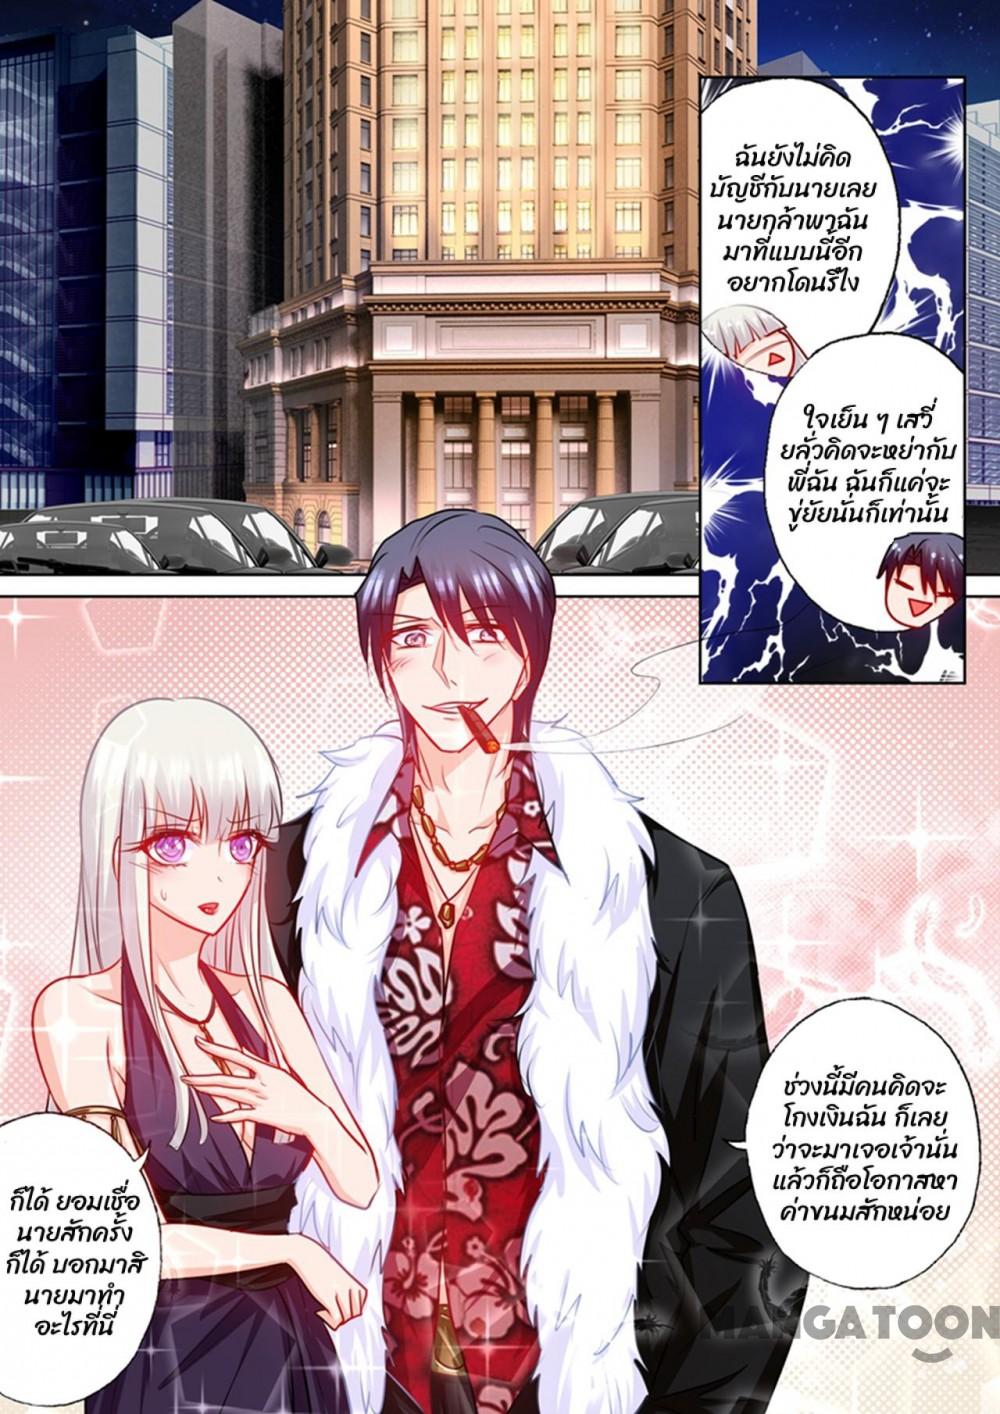 ฉันยังไม่คิด
บัญชีกับนายเลย
นายกล้าพาฉัน
มาที่แบบนี้อีก
อยากโดนรึไง
ใจเย็น ๆ เสวี่
ยลั่วคิดจะหย่ากับ
พี่ฉัน ฉันก็แค่จะ
ขู่ยัยนั่นก็เท่านั้น
ก็ได้ ยอมเชื่อ
นายสักครั้ง
ก็ได้ บอกมาสิ
นายมาทำ
อะไรที่นี่
ช่วงนี้มีคนคิดจะ
โกงเงินฉัน ก็เลย
ว่าจะมาเจอเจ้านั่น
แล้วก็ถือโอกาสหา
ค่าขนมสักหน่อย
MANGATOON